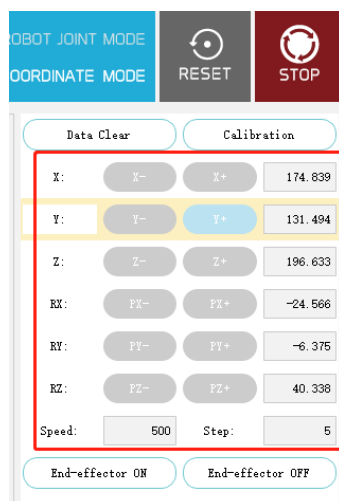 OBOT JOINT MODE
OORDINATE MODE
RESET
STOP
Data Clear Calibration
X: X- X+ 174.839
Y: Y- Y+ 131.494
Z: Z- Z+ 196.633
RX: PX- PX+ -24.566
RY: PY- PY+ -6.375
RZ: PZ- PZ+ 40.338
Speed: 500 Step: 5
End-effector ON End-effector OFF